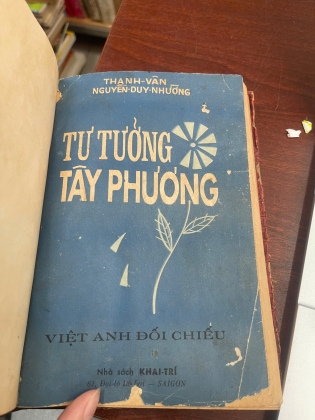 THANH-VÂN
NGUYỄN-DUY-NHƯỜNG
TƯ TƯỞNG
TÂY PHƯƠNG
VIỆT ANH ĐỐI CHIẾU
Nhà sách KHAI-TRÍ
62, Đại-lộ Lê-Lợi — SAIGON